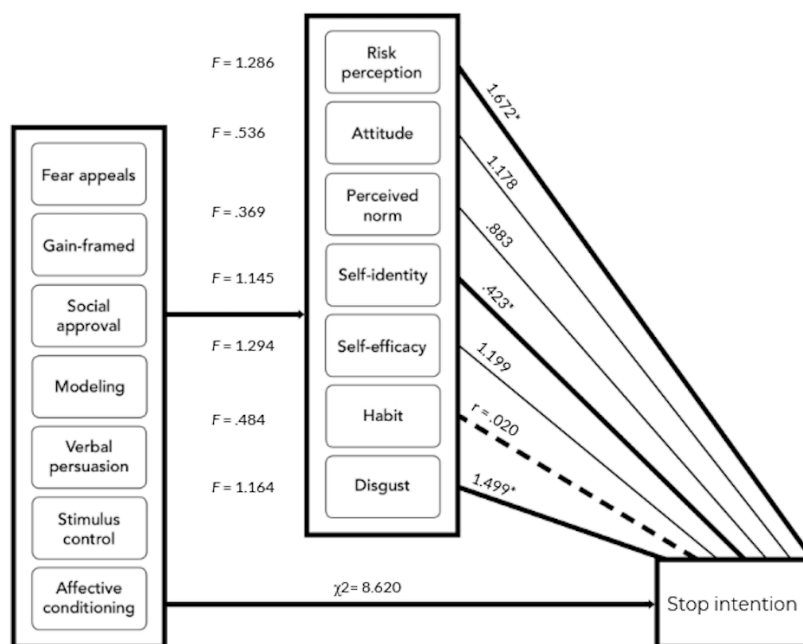 Fear appeals
Gain-framed
Social
approval
Modeling
Verbal
persuasion
Stimulus
control
Affective
conditioning
F = 1.286
F = .536
F = .369
F = 1.145
F = 1.294
F = .484
F = 1.164
Risk
perception
Attitude
Perceived
norm
Self-identity
Self-efficacy
Habit
Disgust
1.672*
1.178
.883
.423*
1.199
r = .020
1.499*
χ2= 8.620
Stop intention